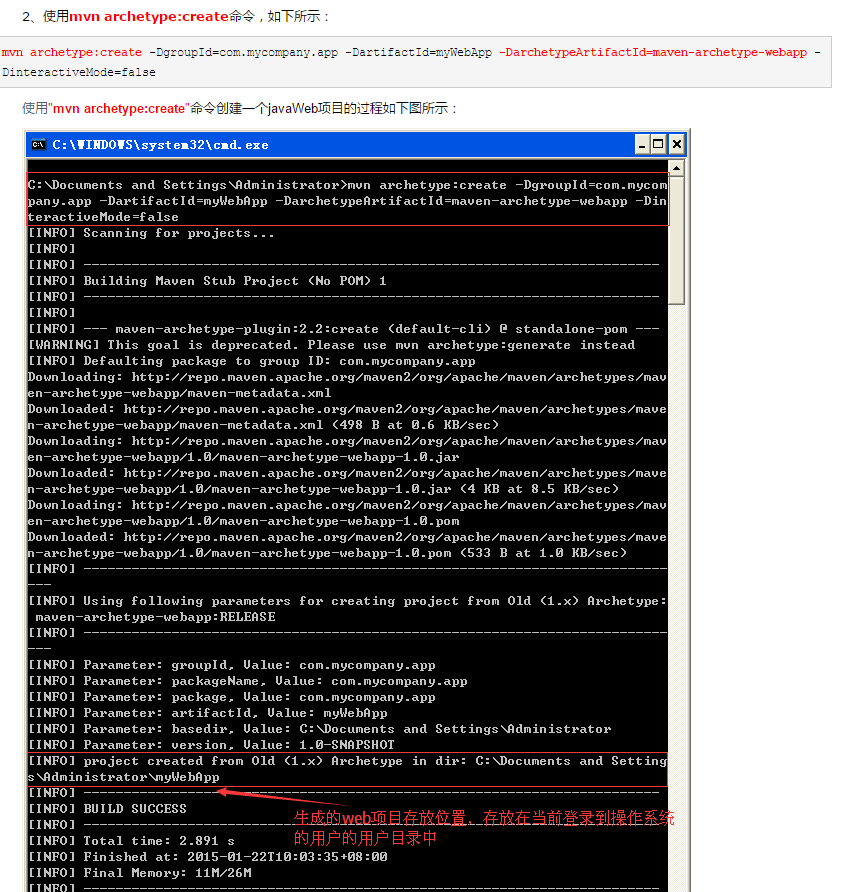 2、使用mvn archetype:create命令，如下所示：
mvn archetype:create -DgroupId=com.mycompany.app -DartifactId=myWebApp -DarchetypeArtifactId=maven-archetype-webapp -
DinteractiveMode=false
使用"mvn archetype:create"命令创建一个javaWeb项目的过程如下图所示：
C:\WINDOWS\system32\cmd.exe
C:\Documents and Settings\Administrator>mvn archetype:create -DgroupId=com.mycom
pany.app -DartifactId=myWebApp -DarchetypeArtifactId=maven-archetype-webapp -Din
teractiveMode=false
[INFO] Scanning for projects...
[INFO]
[INFO] ------------------------------------------------------------------------
[INFO] Building Maven Stub Project (No POM) 1
[INFO] ------------------------------------------------------------------------
[INFO]
[INFO] --- maven-archetype-plugin:2.2:create (default-cli) @ standalone-pom ---
[WARNING] This goal is deprecated. Please use mvn archetype:generate instead
[INFO] Defaulting package to group ID: com.mycompany.app
Downloading: http://repo.maven.apache.org/maven2/org/apache/maven/archetypes/mav
en-archetype-webapp/maven-metadata.xml
Downloaded: http://repo.maven.apache.org/maven2/org/apache/maven/archetypes/mave
n-archetype-webapp/maven-metadata.xml (498 B at 0.6 KB/sec)
Downloading: http://repo.maven.apache.org/maven2/org/apache/maven/archetypes/mav
en-archetype-webapp/1.0/maven-archetype-webapp-1.0.jar
Downloaded: http://repo.maven.apache.org/maven2/org/apache/maven/archetypes/mave
n-archetype-webapp/1.0/maven-archetype-webapp-1.0.jar (4 KB at 8.5 KB/sec)
Downloading: http://repo.maven.apache.org/maven2/org/apache/maven/archetypes/mav
en-archetype-webapp/1.0/maven-archetype-webapp-1.0.pom
Downloaded: http://repo.maven.apache.org/maven2/org/apache/maven/archetypes/mave
n-archetype-webapp/1.0/maven-archetype-webapp-1.0.pom (533 B at 1.0 KB/sec)
[INFO] -------------------------------------------------------------------------
---
[INFO] Using following parameters for creating project from Old (1.x) Archetype:
 maven-archetype-webapp:RELEASE
[INFO] -------------------------------------------------------------------------
---
[INFO] Parameter: groupId, Value: com.mycompany.app
[INFO] Parameter: packageName, Value: com.mycompany.app
[INFO] Parameter: package, Value: com.mycompany.app
[INFO] Parameter: artifactId, Value: myWebApp
[INFO] Parameter: basedir, Value: C:\Documents and Settings\Administrator
[INFO] Parameter: version, Value: 1.0-SNAPSHOT
[INFO] project created from Old (1.x) Archetype in dir: C:\Documents and Setting
s\Administrator\myWebApp
[INFO] ------------------------------------------------------------------------
[INFO] BUILD SUCCESS
[INFO] ------------------------------------------------------------------------
生成的web项目存放位置，存放在当前登录到操作系统
的用户的用户目录中
[INFO] Total time: 2.891 s
[INFO] Finished at: 2015-01-22T10:03:35+08:00
[INFO] Final Memory: 11M/26M
[INFO] ------------------------------------------------------------------------